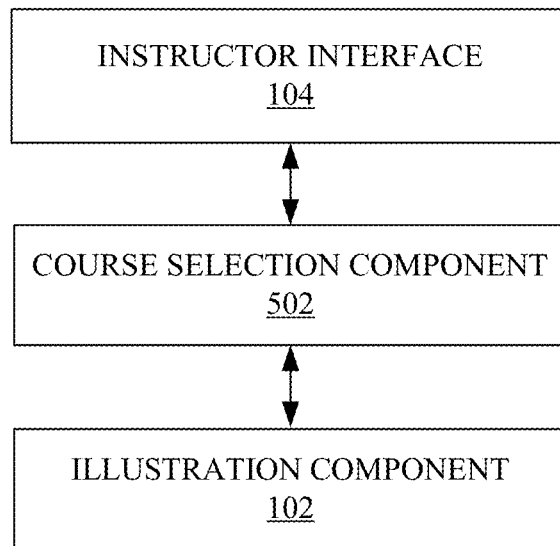 INSTRUCTOR INTERFACE
104
COURSE SELECTION COMPONENT
502
ILLUSTRATION COMPONENT
102